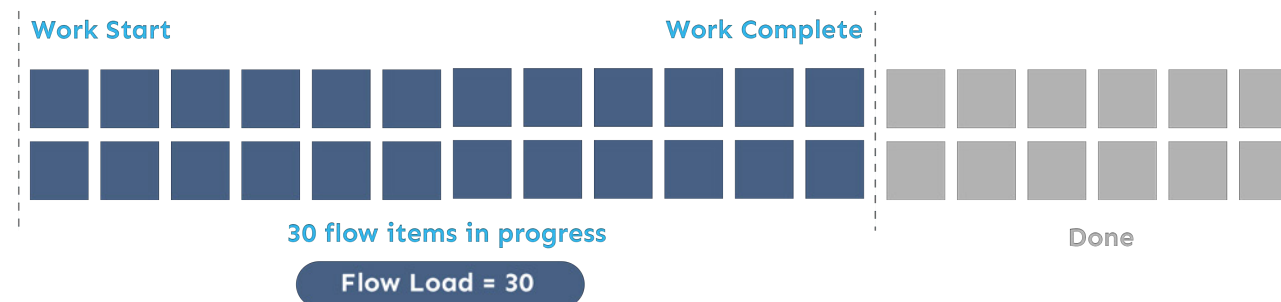 Work Start
Work Complete
30 flow items in progress
Done
Flow Load = 30